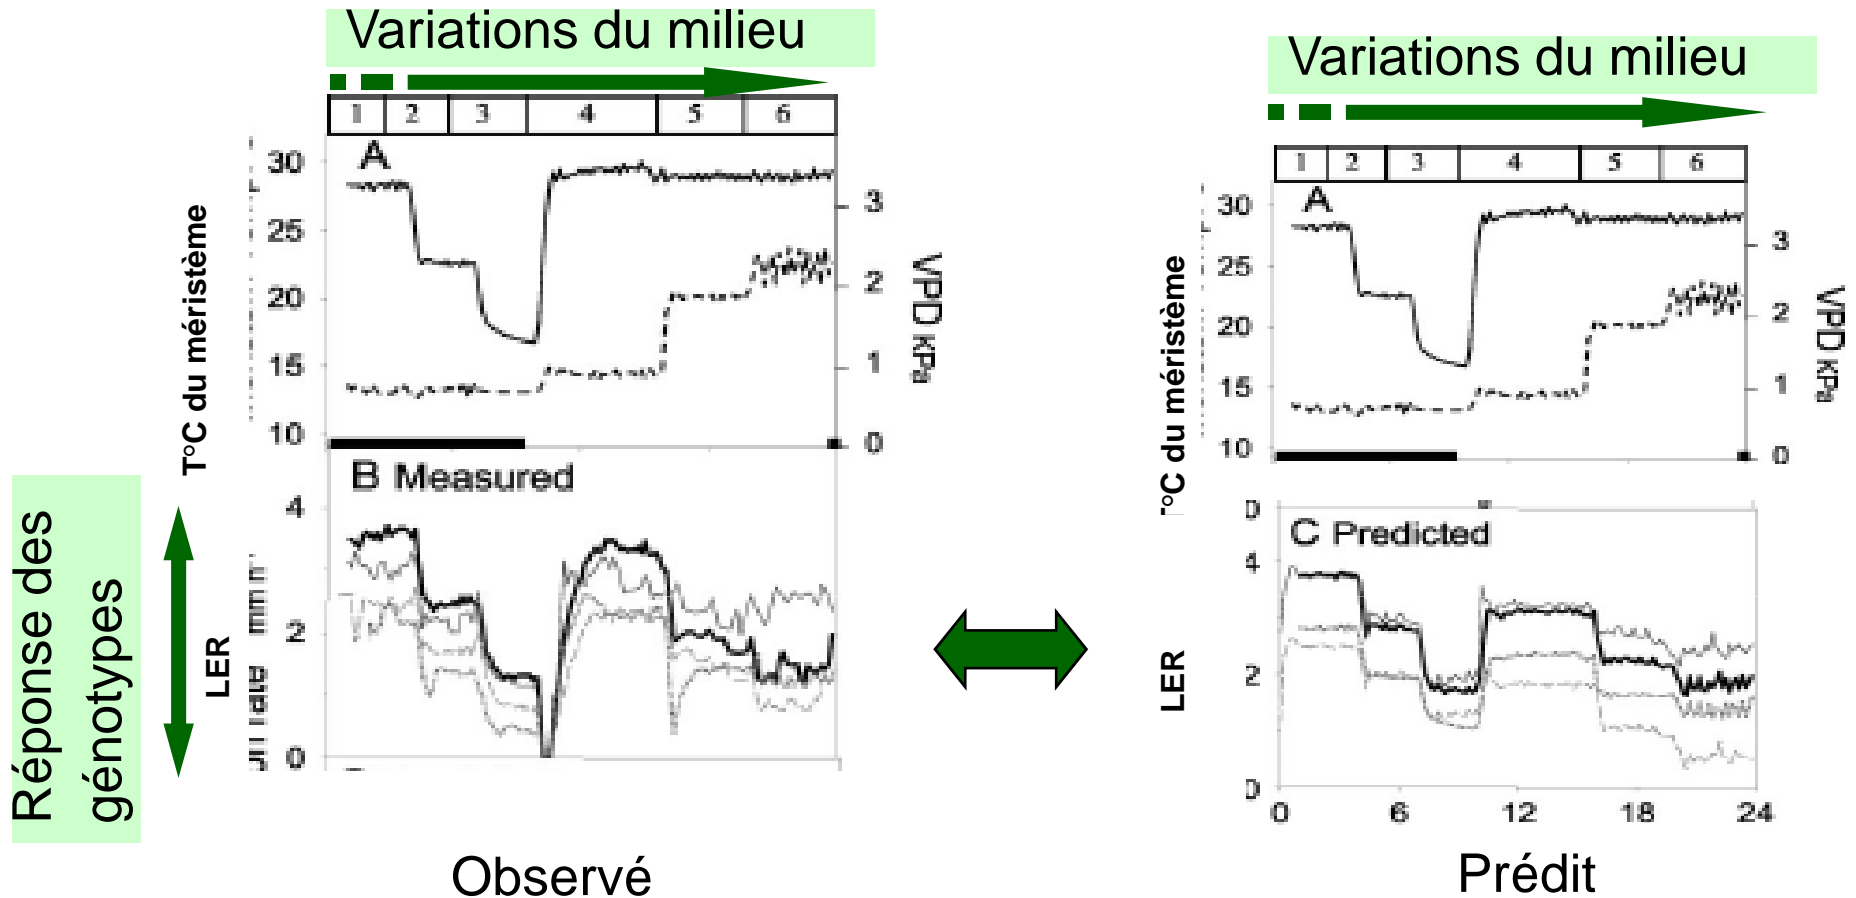 Variations du milieu
1 2 3 4 5 6
A
30
25
20
15
10
T°C du méristème
3
2
1
0
VPD kPa
B Measured
4
2
0
LER
Réponse des
génotypes
Observé
Variations du milieu
1 2 3 4 5 6
A
30
25
20
15
10
T°C du méristème
3
2
1
0
VPD kPa
C Predicted
4
2
0
LER
0 6 12 18 24
Prédit